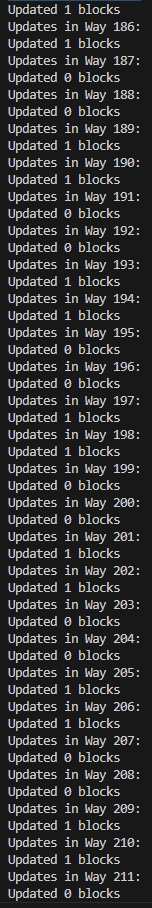 Updated 1 blocks
Updates in Way 186:
Updated 1 blocks
Updates in Way 187:
Updated 0 blocks
Updates in Way 188:
Updated 0 blocks
Updates in Way 189:
Updated 1 blocks
Updates in Way 190:
Updated 1 blocks
Updates in Way 191:
Updated 0 blocks
Updates in Way 192:
Updated 0 blocks
Updates in Way 193:
Updated 1 blocks
Updates in Way 194:
Updated 1 blocks
Updates in Way 195:
Updated 0 blocks
Updates in Way 196:
Updated 0 blocks
Updates in Way 197:
Updated 1 blocks
Updates in Way 198:
Updated 1 blocks
Updates in Way 199:
Updated 0 blocks
Updates in Way 200:
Updated 0 blocks
Updates in Way 201:
Updated 1 blocks
Updates in Way 202:
Updated 1 blocks
Updates in Way 203:
Updated 0 blocks
Updates in Way 204:
Updated 0 blocks
Updates in Way 205:
Updated 1 blocks
Updates in Way 206:
Updated 1 blocks
Updates in Way 207:
Updated 0 blocks
Updates in Way 208:
Updated 0 blocks
Updates in Way 209:
Updated 1 blocks
Updates in Way 210:
Updated 1 blocks
Updates in Way 211:
Updated 0 blocks